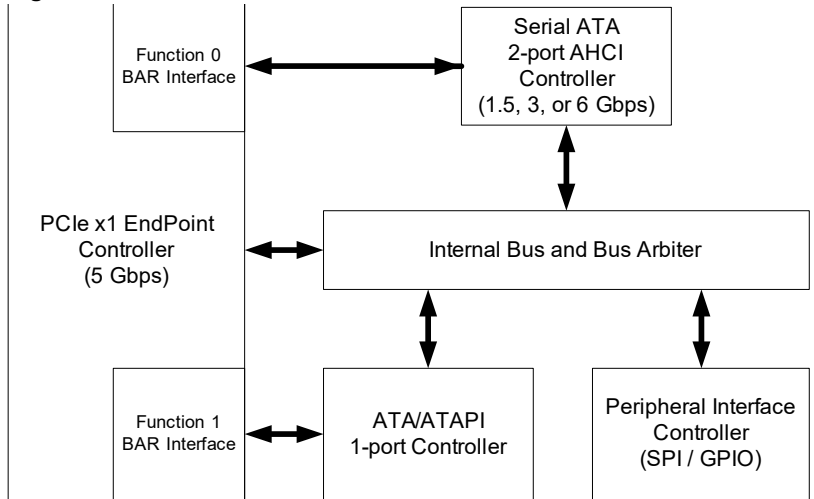 Function 0
BAR Interface
Serial ATA
2-port AHCI
Controller
(1.5, 3, or 6 Gbps)
PCIe x1 EndPoint
Controller
(5 Gbps)
Internal Bus and Bus Arbiter
Function 1
BAR Interface
ATA/ATAPI
1-port Controller
Peripheral Interface
Controller
(SPI / GPIO)